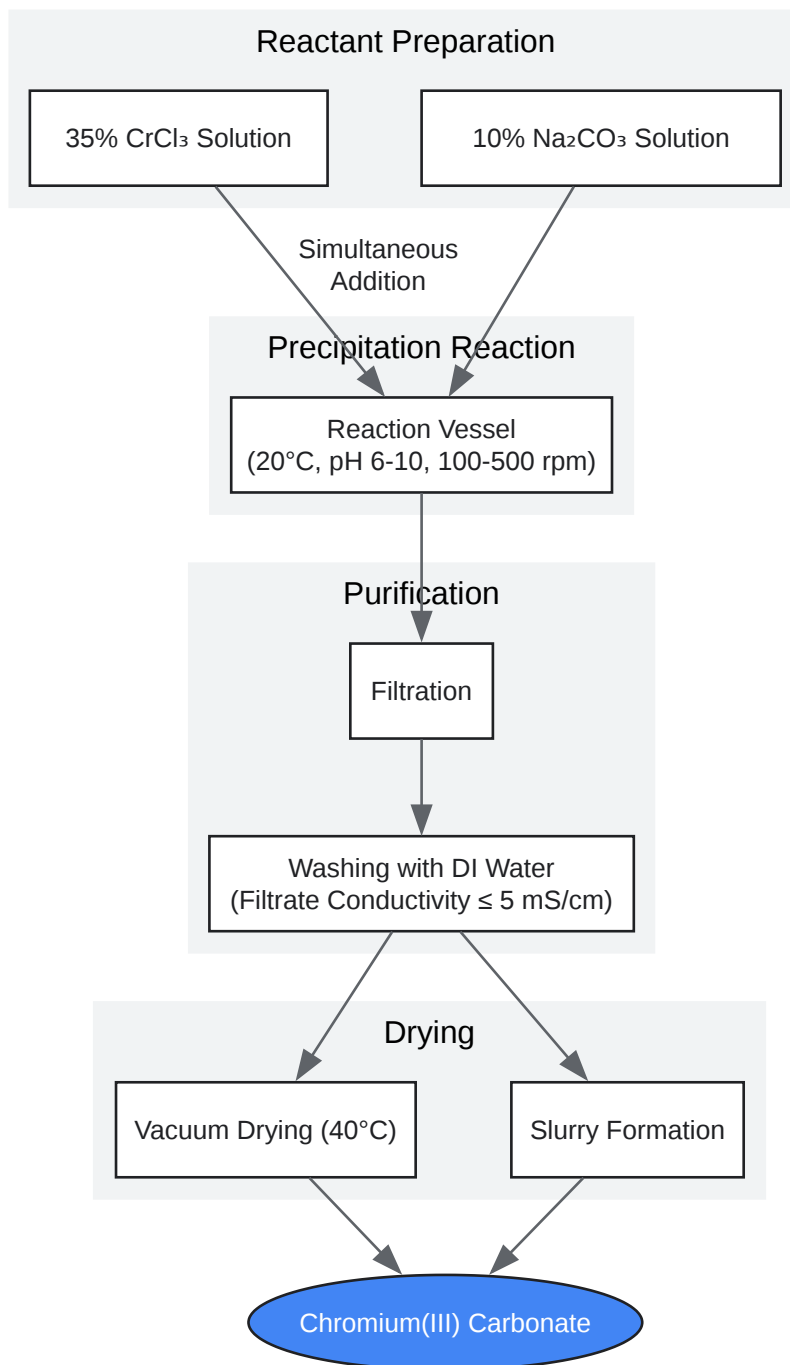 Reactant Preparation
35% CrCl₃ Solution
10% Na₂CO₃ Solution
Simultaneous
Addition
Precipitation Reaction
Reaction Vessel
(20°C, pH 6-10, 100-500 rpm)
Purification
Filtration
Washing with DI Water
(Filtrate Conductivity ≤ 5 mS/cm)
Drying
Vacuum Drying (40°C)
Slurry Formation
Chromium(III) Carbonate